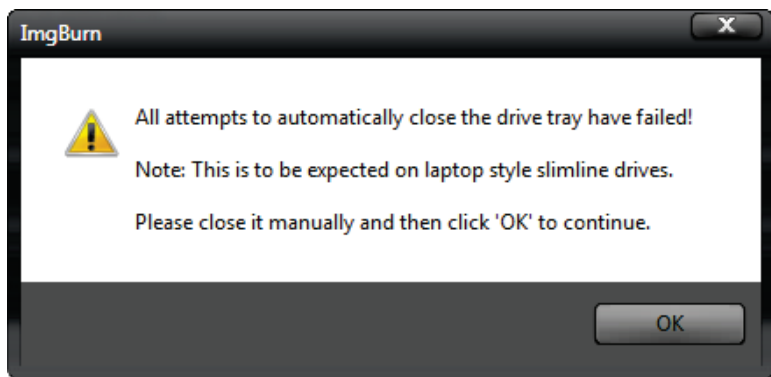 ImgBurn
All attempts to automatically close the drive tray have failed!
Note: This is to be expected on laptop style slimline drives.
Please close it manually and then click 'OK' to continue.
OK